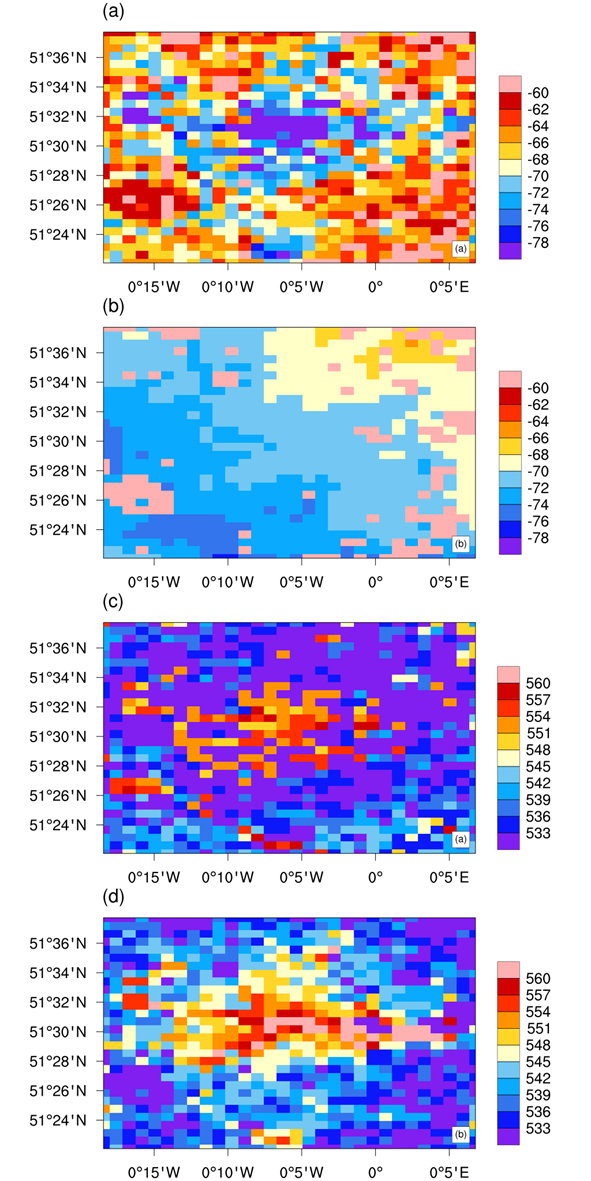 (a)
51°36'N
51°34'N
51°32'N
51°30'N
51°28'N
51°26'N
51°24'N
0°15'W 0°10'W 0°5'W 0° 0°5'E
-60
-62
-64
-66
-68
-70
-72
-74
-76
-78
(a)
(b)
51°36'N
51°34'N
51°32'N
51°30'N
51°28'N
51°26'N
51°24'N
0°15'W 0°10'W 0°5'W 0° 0°5'E
-60
-62
-64
-66
-68
-70
-72
-74
-76
-78
(b)
(c)
51°36'N
51°34'N
51°32'N
51°30'N
51°28'N
51°26'N
51°24'N
0°15'W 0°10'W 0°5'W 0° 0°5'E
560
557
554
551
548
545
542
539
536
533
(a)
(d)
51°36'N
51°34'N
51°32'N
51°30'N
51°28'N
51°26'N
51°24'N
0°15'W 0°10'W 0°5'W 0° 0°5'E
560
557
554
551
548
545
542
539
536
533
(b)